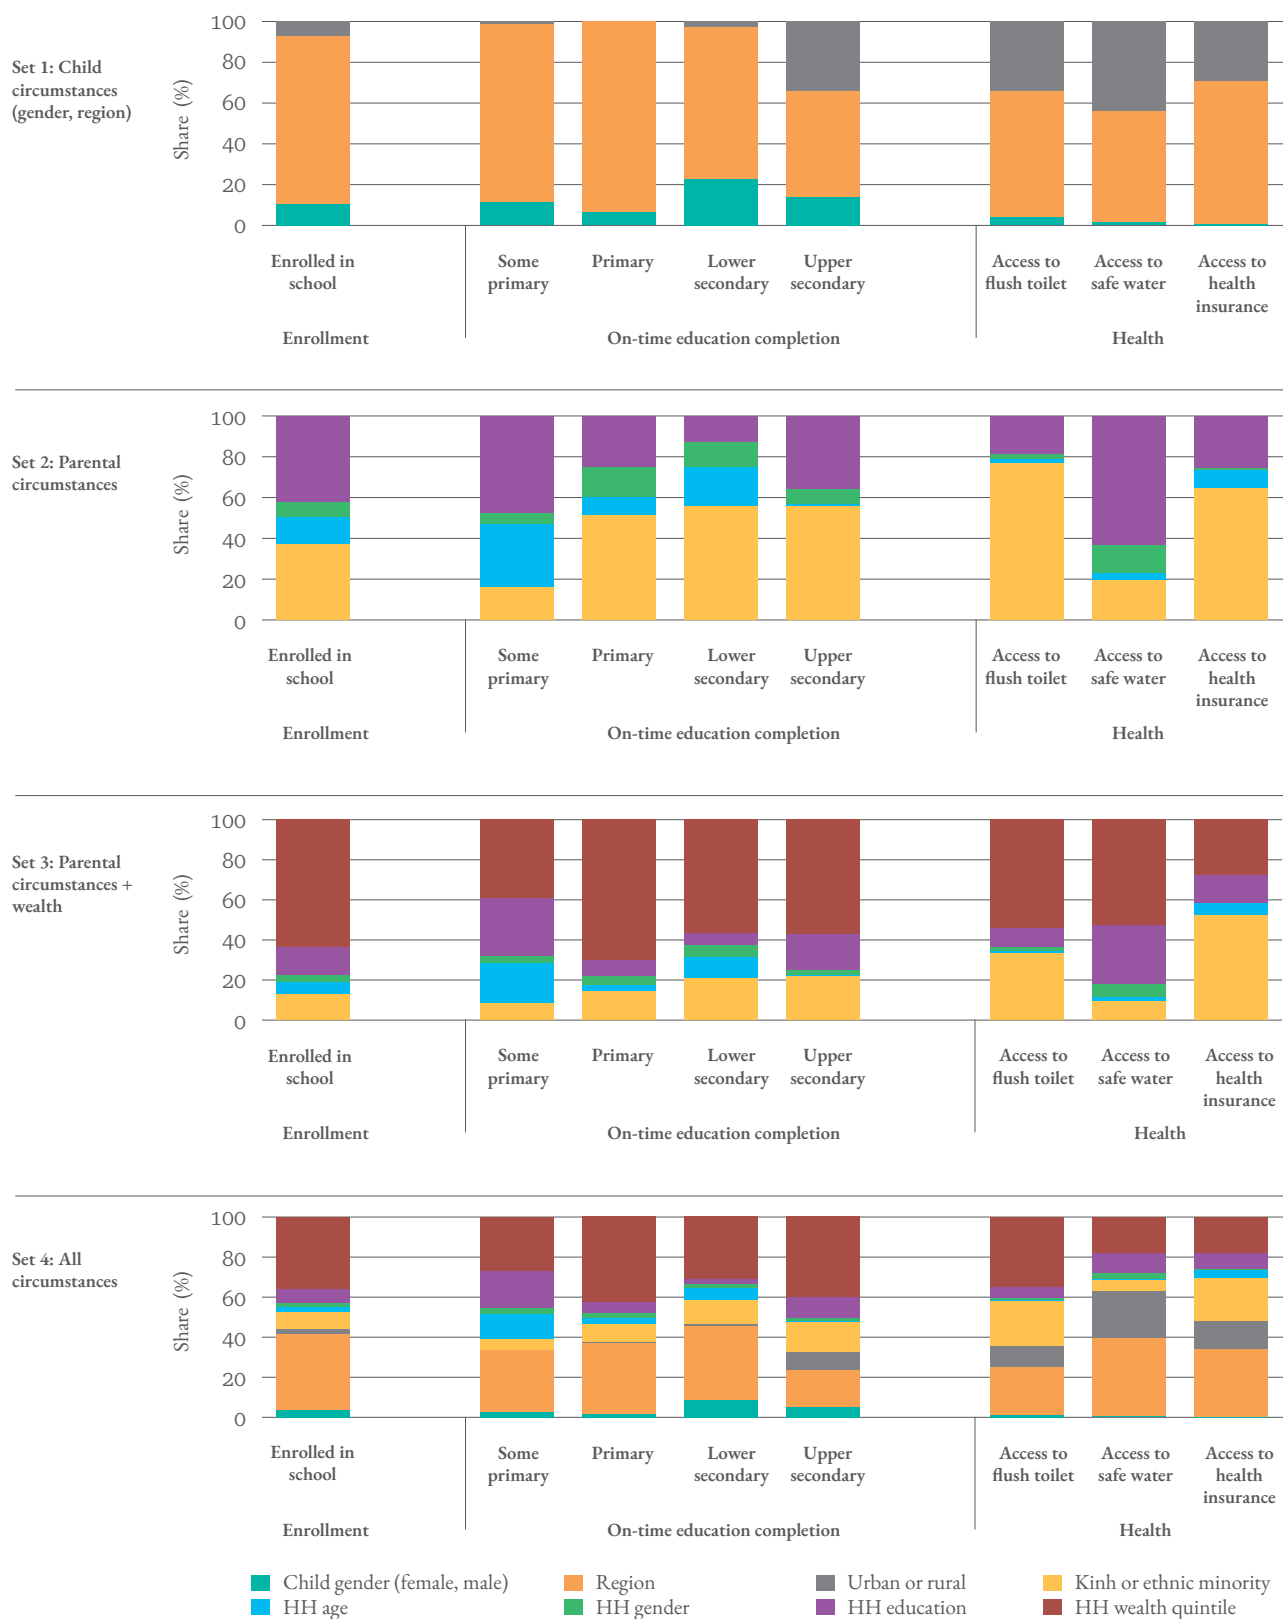 Set 1: Child
circumstances
(gender, region)
Share (%)
100
80
60
40
20
0
Enrolled in
school
Some
primary
Primary
Lower
secondary
Upper
secondary
Access to
flush toilet
Access to
safe water
Access to
health
insurance
Enrollment
On-time education completion
Health
Set 2: Parental
circumstances
Share (%)
100
80
60
40
20
0
Enrolled in
school
Some
primary
Primary
Lower
secondary
Upper
secondary
Access to
flush toilet
Access to
safe water
Access to
health
insurance
Enrollment
On-time education completion
Health
Set 3: Parental
circumstances +
wealth
Share (%)
100
80
60
40
20
0
Enrolled in
school
Some
primary
Primary
Lower
secondary
Upper
secondary
Access to
flush toilet
Access to
safe water
Access to
health
insurance
Enrollment
On-time education completion
Health
Set 4: All
circumstances
Share (%)
100
80
60
40
20
0
Enrolled in
school
Some
primary
Primary
Lower
secondary
Upper
secondary
Access to
flush toilet
Access to
safe water
Access to
health
insurance
Enrollment
On-time education completion
Health
Child gender (female, male)
Region
Urban or rural
Kinh or ethnic minority
HH age
HH gender
HH education
HH wealth quintile